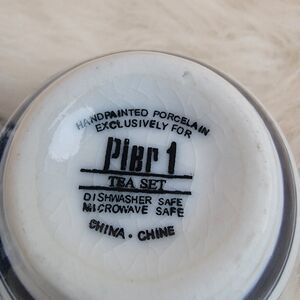 HANDPAINTED PORCELAIN
EXCLUSIVELY FOR
PIer 1
TEA SET
DISHWASHER SAFE
MICROWAVE SAFE
CHINA · CHINE